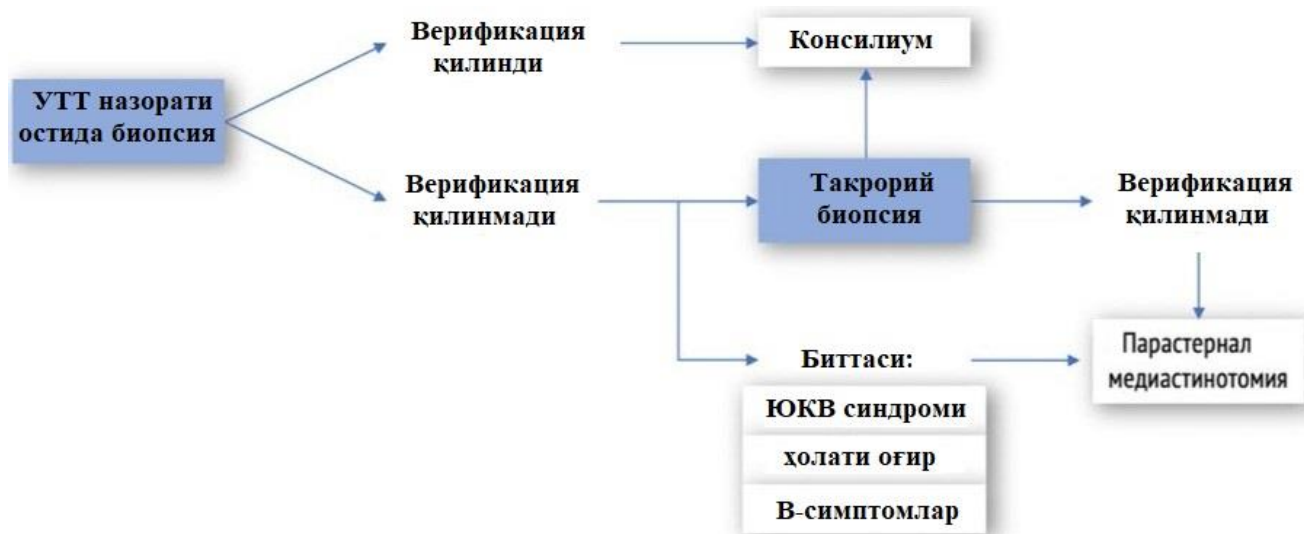 Верификация
қилинди
Консилиум
УТТ назорати
остида биопсия
Верификация
қилинмади
Такрорий
биопсия
Верификация
қилинмади
Биттаси:
Парастернал
медиастинотомия
ЮКВ синдроми
ҳолати оғир
В-симптомлар